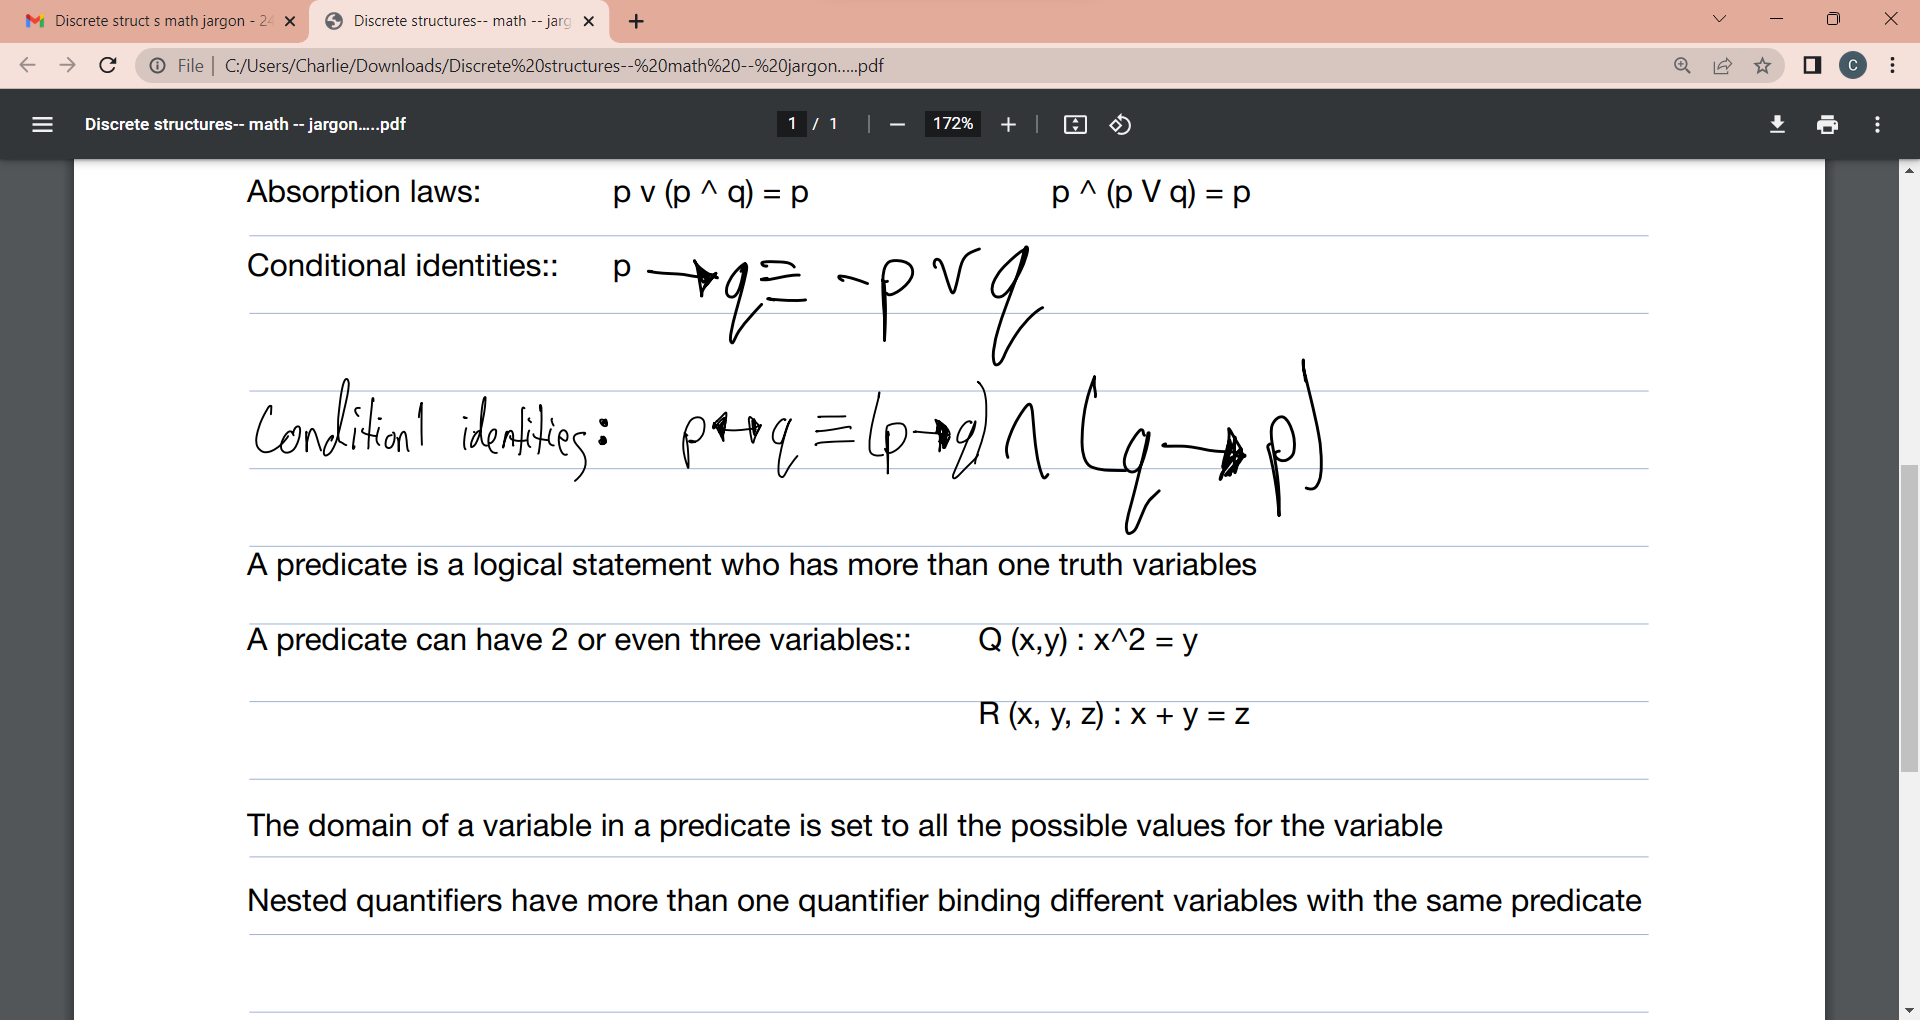 Discrete struct s math jargon - 24
Discrete structures-- math -- jarg
File | C:/Users/Charlie/Downloads/Discrete%20structures--%20math%20--%20jargon.....pdf
C
Discrete structures-- math -- jargon.....pdf
1 / 1
172%
Absorption laws: p v (p ^ q) = p p ^ (p V q) = p
Conditional identities:: p → q ≡ ¬p ∨ q
Conditionl identities: p ↔ q ≡ (p → q) ∧ (q → p)
A predicate is a logical statement who has more than one truth variables
A predicate can have 2 or even three variables:: Q (x,y) : x^2 = y
R (x, y, z) : x + y = z
The domain of a variable in a predicate is set to all the possible values for the variable
Nested quantifiers have more than one quantifier binding different variables with the same predicate